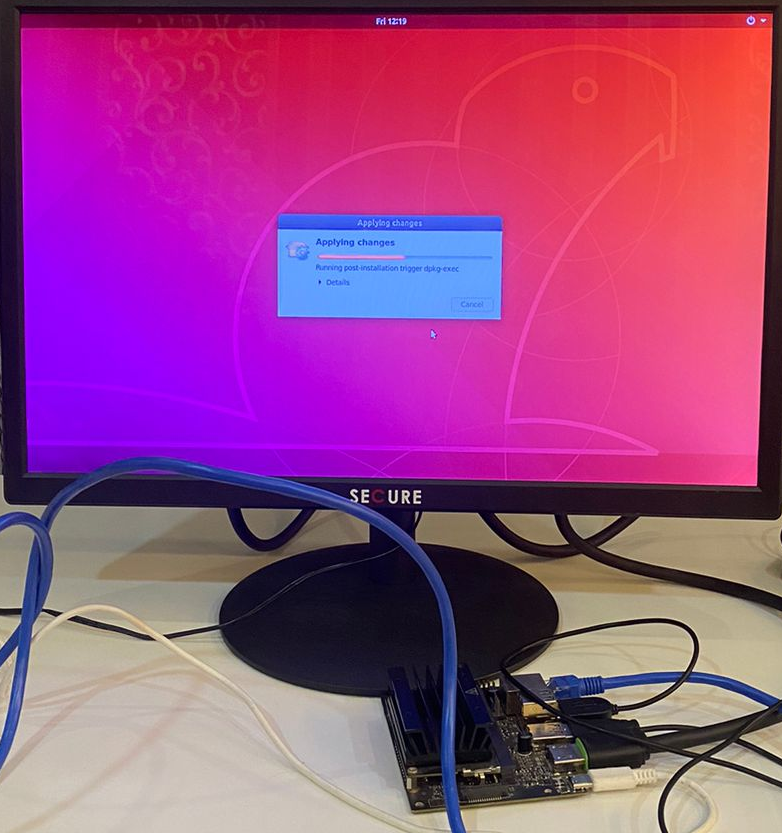 Fri 12:19
Applying changes
Applying changes
Running post-installation trigger dpkg-exec
Details
Cancel
SECURE